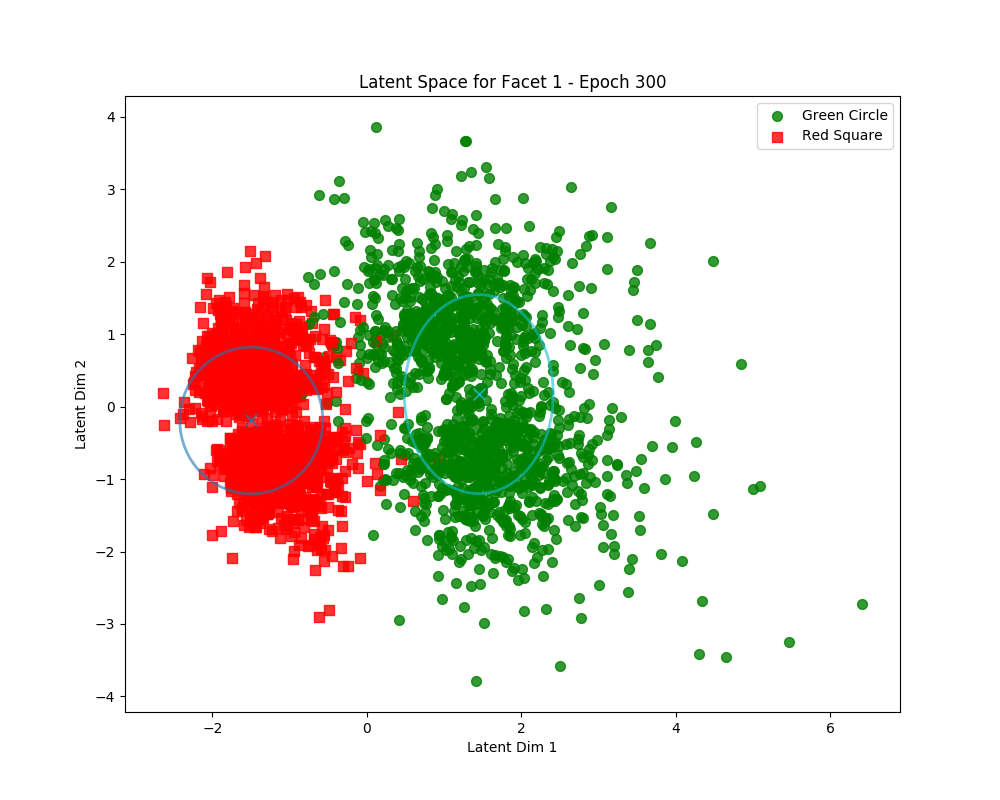 Latent Space for Facet 1 - Epoch 300
Green Circle
Red Square
4
3
2
1
0
−1
−2
−3
−4
Latent Dim 2
−2
0
2
4
6
Latent Dim 1